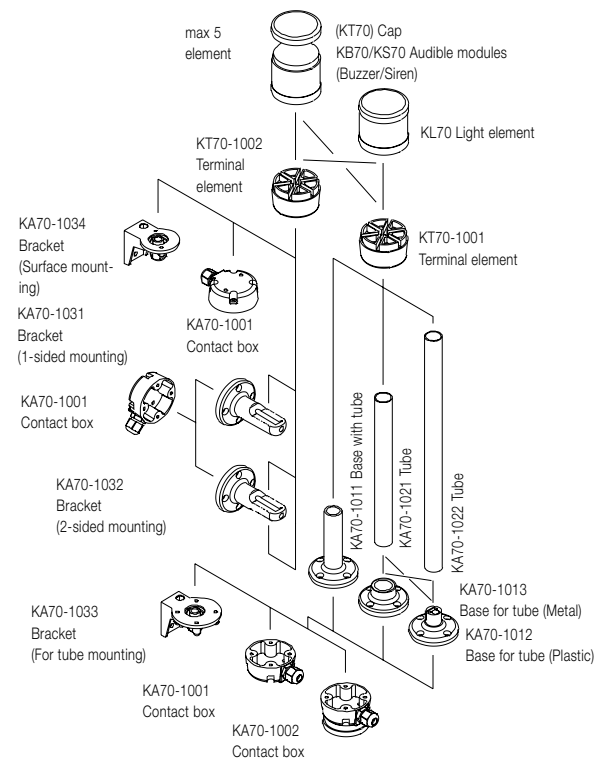 max 5
element
(KT70) Cap
KB70/KS70 Audible modules
(Buzzer/Siren)
KL70 Light element
KT70-1002
Terminal
element
KT70-1001
Terminal element
KA70-1034
Bracket
(Surface mount-
ing)
KA70-1031
Bracket
(1-sided mounting)
KA70-1001
Contact box
KA70-1001
Contact box
KA70-1032
Bracket
(2-sided mounting)
KA70-1011 Base with tube
KA70-1021 Tube
KA70-1022 Tube
KA70-1013
Base for tube (Metal)
KA70-1012
Base for tube (Plastic)
KA70-1033
Bracket
(For tube mounting)
KA70-1001
Contact box
KA70-1002
Contact box